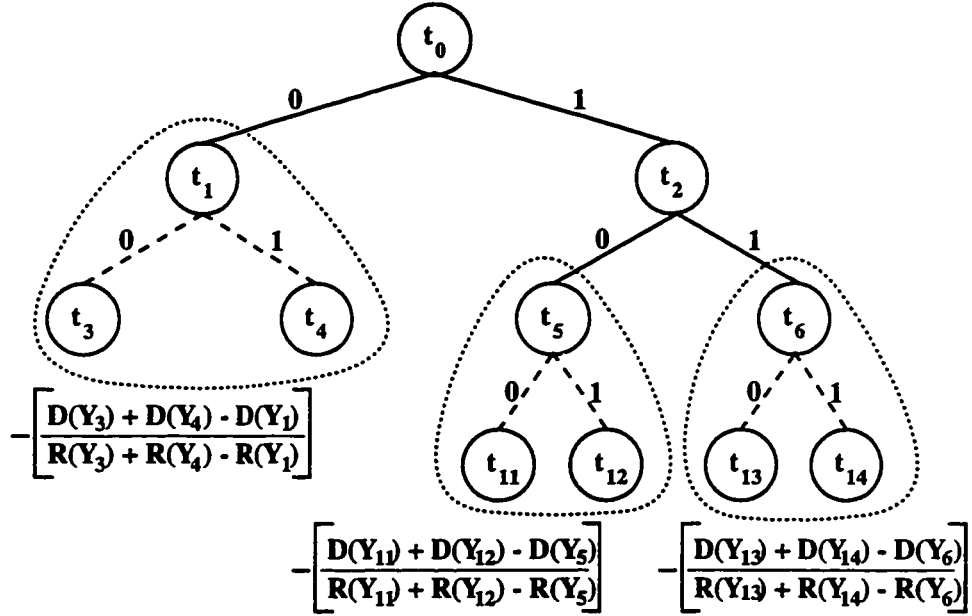 t0
0 1
t1 t2
0 1 0 1
t3 t4 t5 t6
0 1 0 1
-[D(Y3) + D(Y4) - D(Y1)
R(Y3) + R(Y4) - R(Y1)]
t11 t12 t13 t14
-[D(Y11) + D(Y12) - D(Y5)
R(Y11) + R(Y12) - R(Y5)]
-[D(Y13) + D(Y14) - D(Y6)
R(Y13) + R(Y14) - R(Y6)]